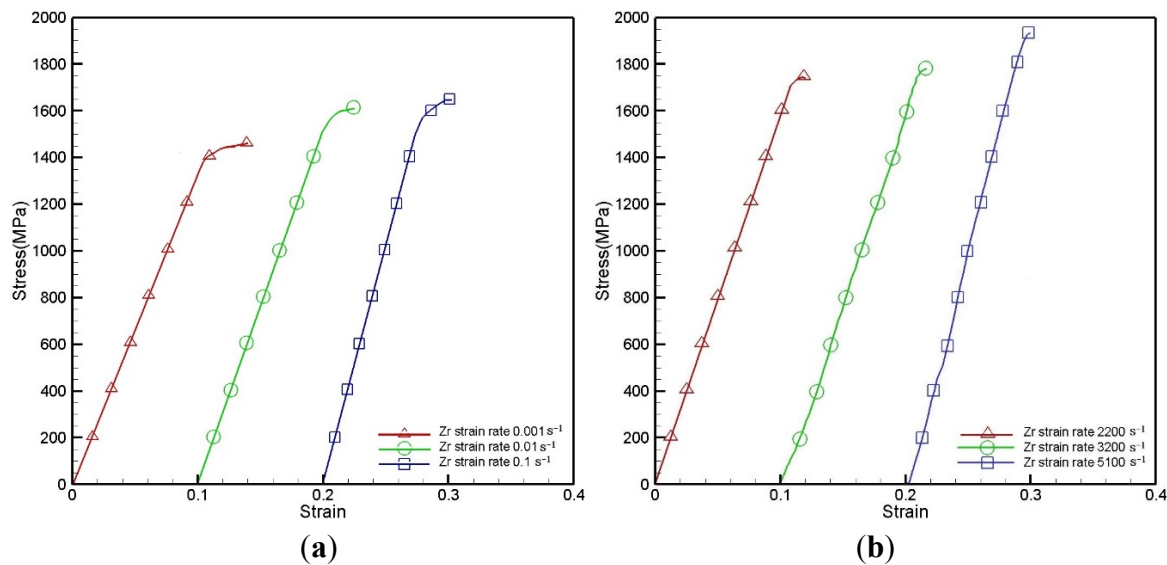 2000
1800
1600
1400
1200
1000
800
600
400
200
0
Stress(MPa)
Zr strain rate 0.001 s⁻¹
Zr strain rate 0.01 s⁻¹
Zr strain rate 0.1 s⁻¹
0 0.1 0.2 0.3 0.4
Strain
(a)
2000
1800
1600
1400
1200
1000
800
600
400
200
0
Stress(MPa)
Zr strain rate 2200 s⁻¹
Zr strain rate 3200 s⁻¹
Zr strain rate 5100 s⁻¹
0 0.1 0.2 0.3 0.4
Strain
(b)